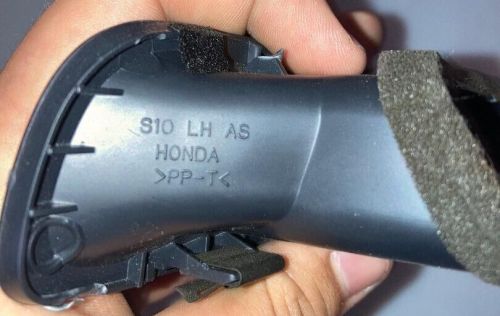 S10 LH AS
HONDA
>PP-T<